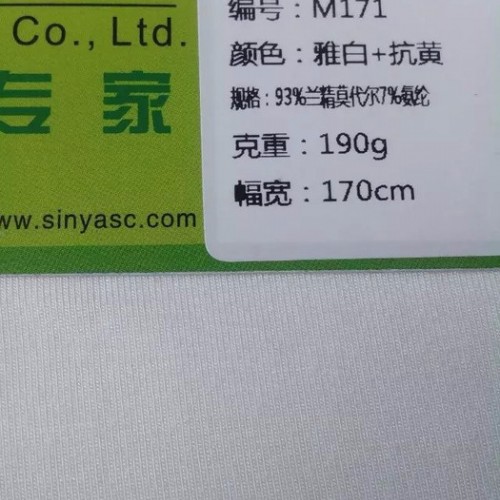 Co., Ltd.
专家
www.sinyasc.com
编号：M171
颜色：雅白+抗黄
规格：93%兰精莫代尔7%氨纶
克重：190g
幅宽：170cm